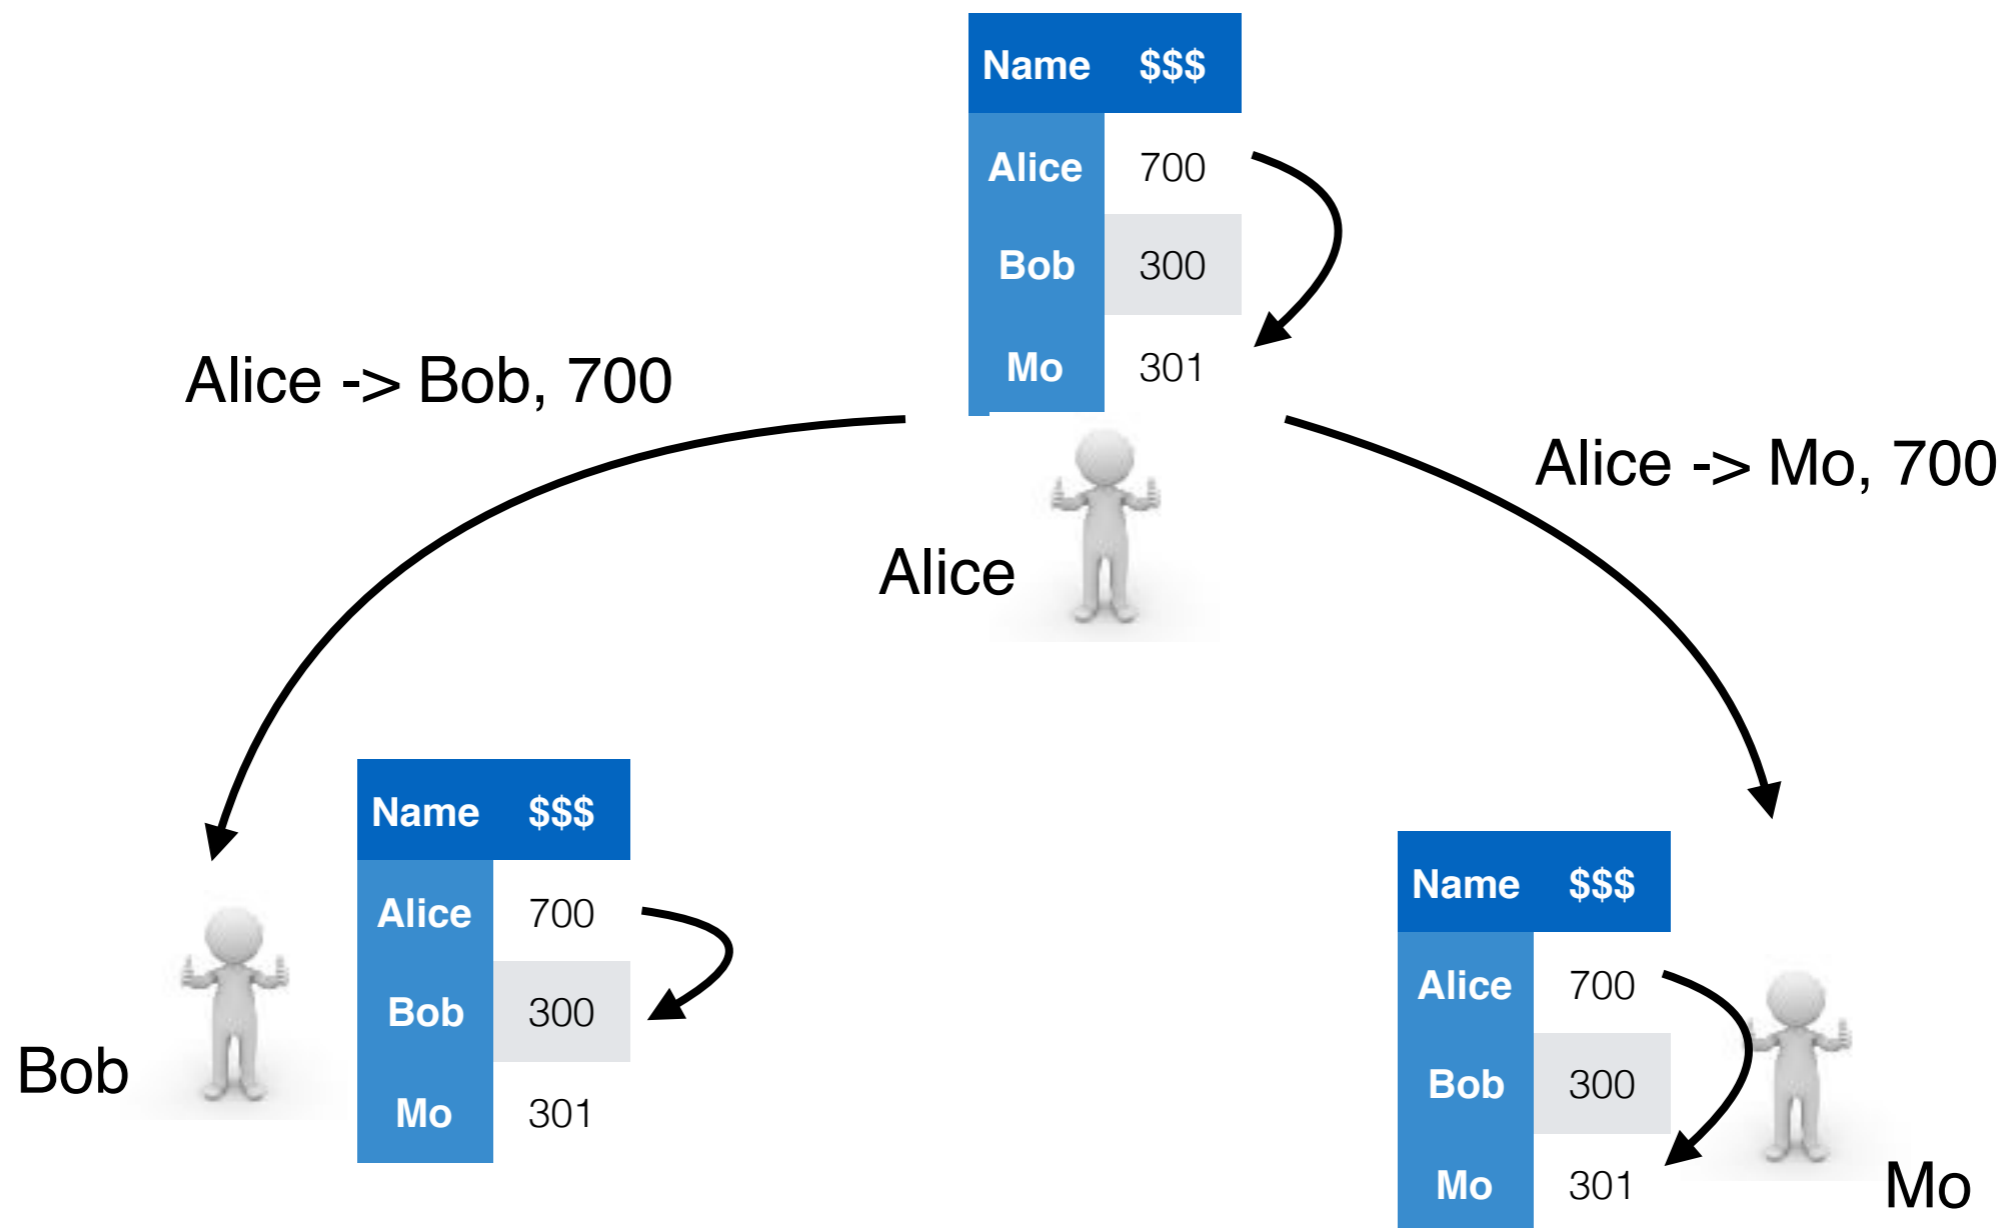 Name $$$
Alice 700
Bob 300
Mo 301
Alice -> Bob, 700
Alice -> Mo, 700
Alice
Name $$$
Alice 700
Bob 300
Mo 301
Bob
Name $$$
Alice 700
Bob 300
Mo 301
Mo